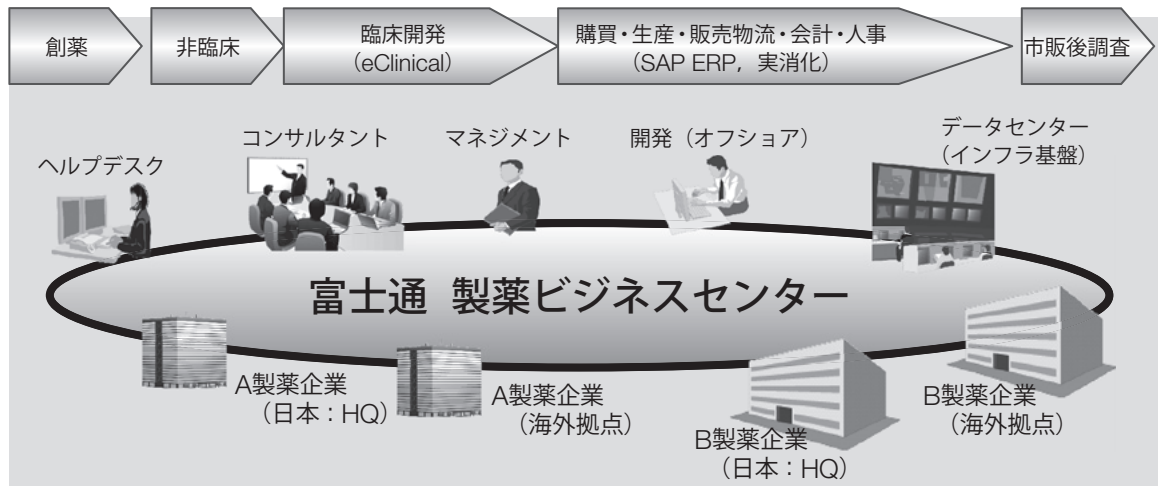 創薬
非臨床
臨床開発
（eClinical）
購買・生産・販売物流・会計・人事
（SAP ERP，実消化）
市販後調査
ヘルプデスク
コンサルタント
マネジメント
開発（オフショア）
データセンター
（インフラ基盤）
富士通 製薬ビジネスセンター
A製薬企業
（日本：HQ）
A製薬企業
（海外拠点）
B製薬企業
（日本：HQ）
B製薬企業
（海外拠点）